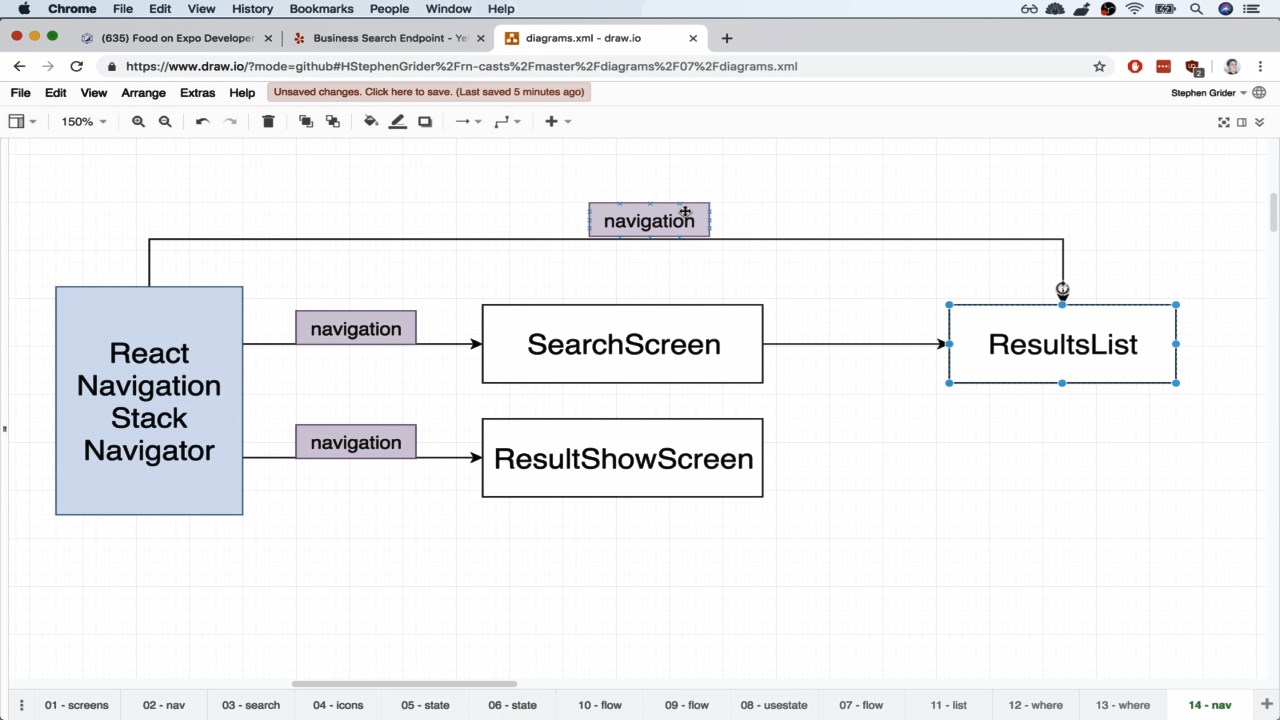 Chrome File Edit View History Bookmarks People Window Help
(635) Food on Expo Developer
Business Search Endpoint - Ye
diagrams.xml - draw.io
https://www.draw.io/?mode=github#HStephenGrider%2Frn-casts%2Fmaster%2Fdiagrams%2F07%2Fdiagrams.xml
2
File Edit View Arrange Extras Help Unsaved changes. Click here to save. (Last saved 5 minutes ago) Stephen Grider
150%
navigation
React
Navigation
Stack
Navigator
navigation
SearchScreen
ResultsList
navigation
ResultShowScreen
01 - screens 02 - nav 03 - search 04 - icons 05 - state 06 - state 10 - flow 09 - flow 08 - usestate 07 - flow 11 - list 12 - where 13 - where 14 - nav